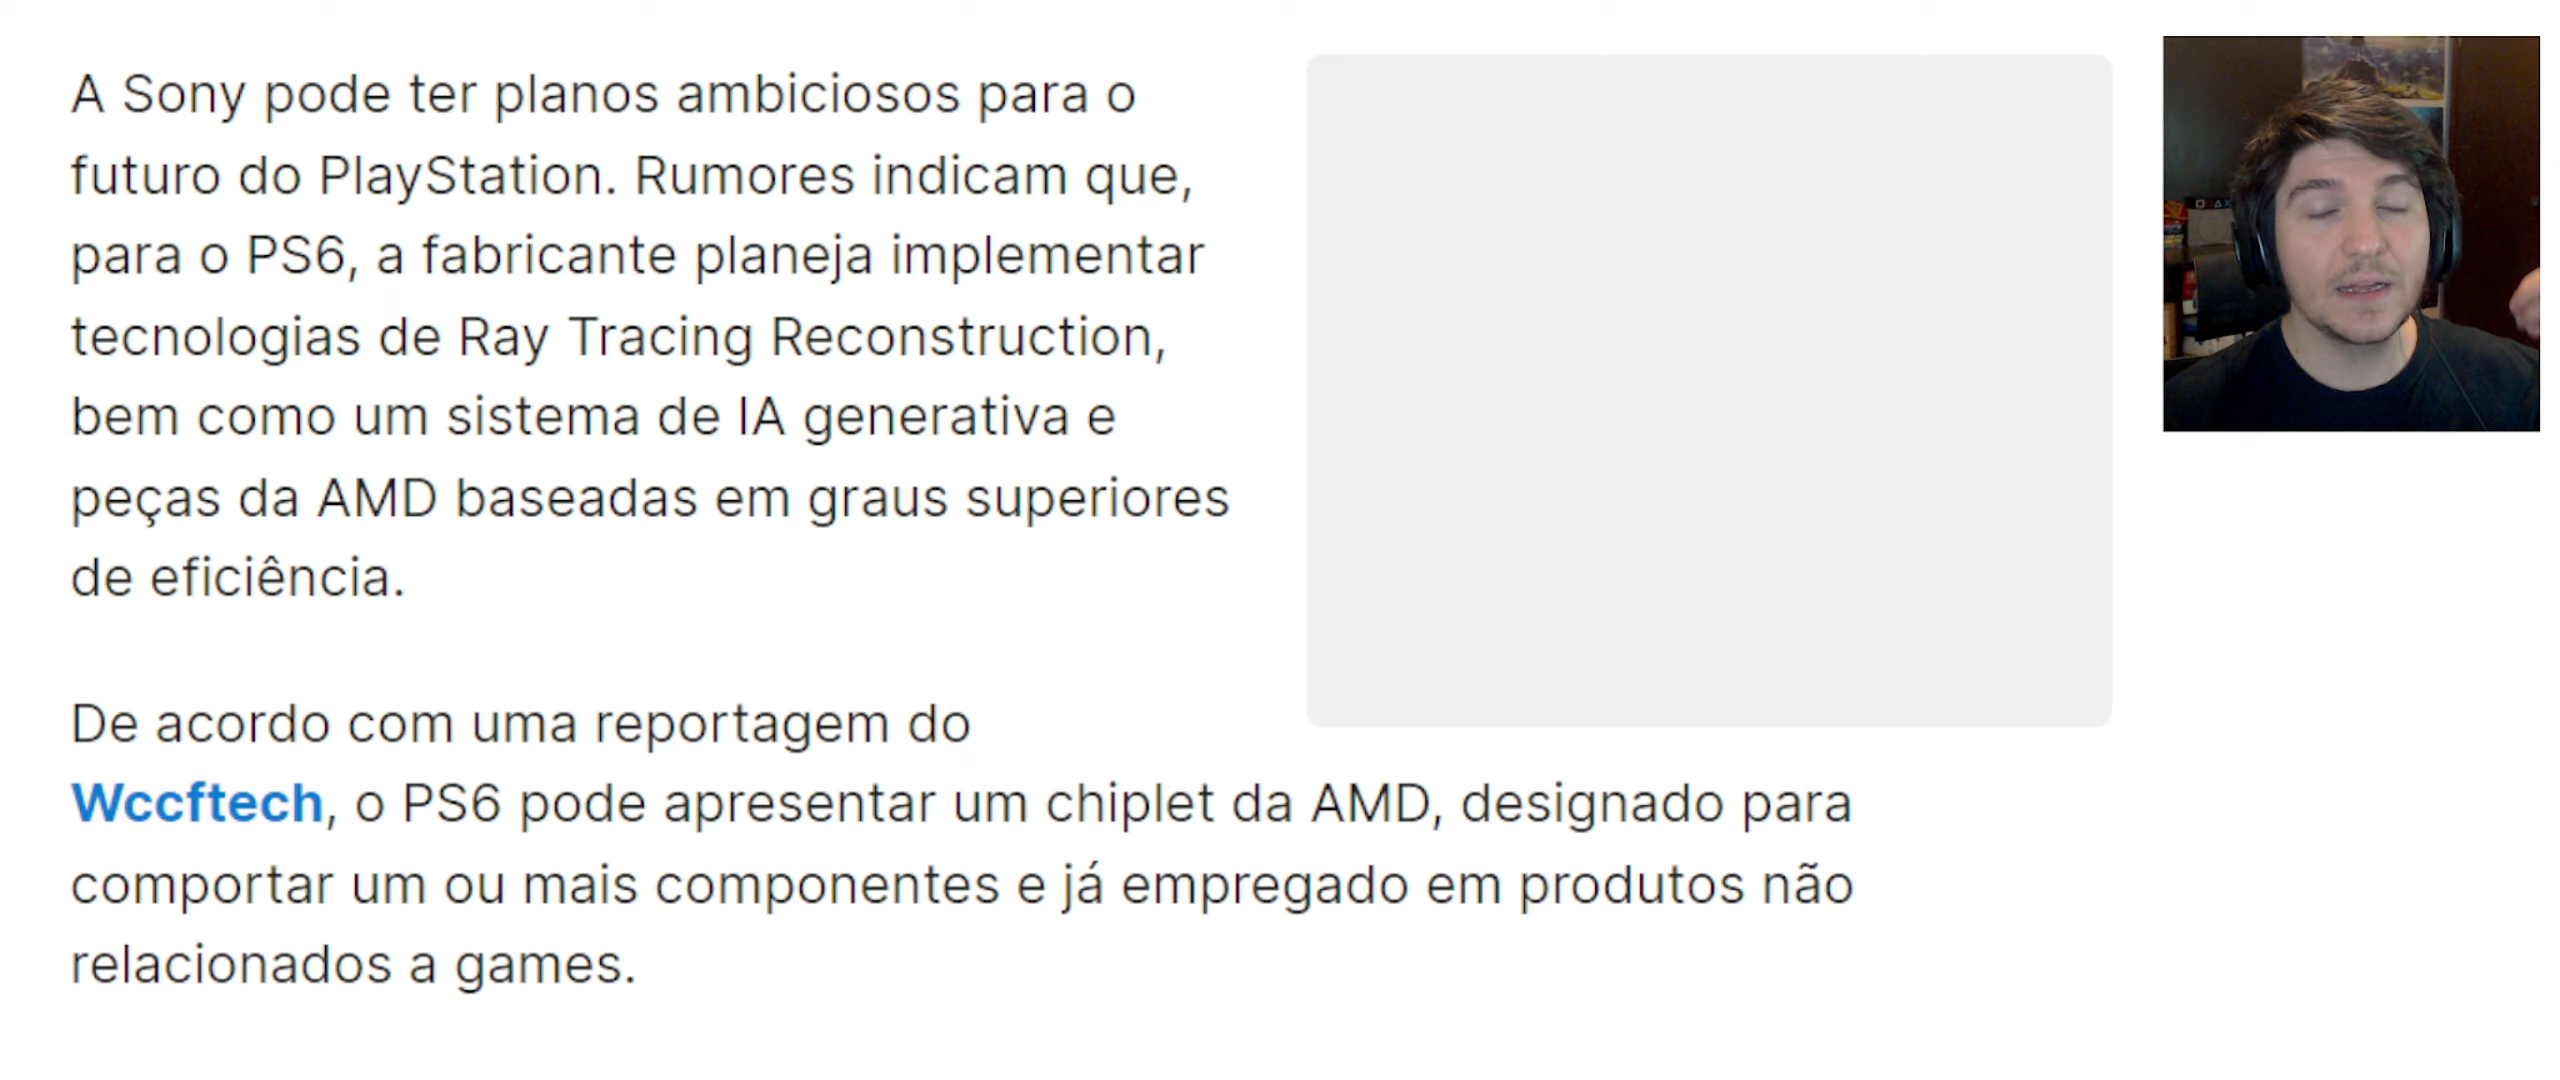 A Sony pode ter planos ambiciosos para o
futuro do PlayStation. Rumores indicam que,
para o PS6, a fabricante planeja implementar
tecnologias de Ray Tracing Reconstruction,
bem como um sistema de IA generativa e
peças da AMD baseadas em graus superiores
de eficiência.
De acordo com uma reportagem do
Wccftech, o PS6 pode apresentar um chiplet da AMD, designado para
comportar um ou mais componentes e já empregado em produtos não
relacionados a games.